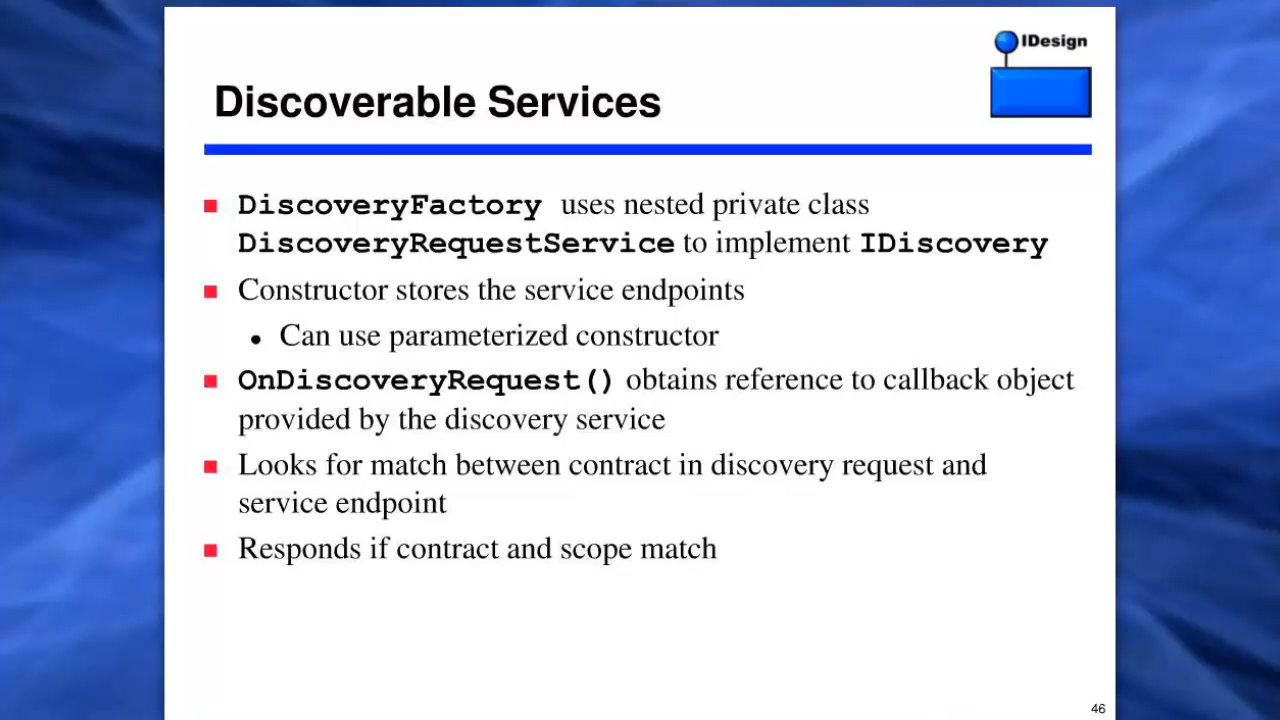 IDesign
Discoverable Services
DiscoveryFactory uses nested private class
DiscoveryRequestService to implement IDiscovery
Constructor stores the service endpoints
Can use parameterized constructor
OnDiscoveryRequest() obtains reference to callback object
provided by the discovery service
Looks for match between contract in discovery request and
service endpoint
Responds if contract and scope match
46